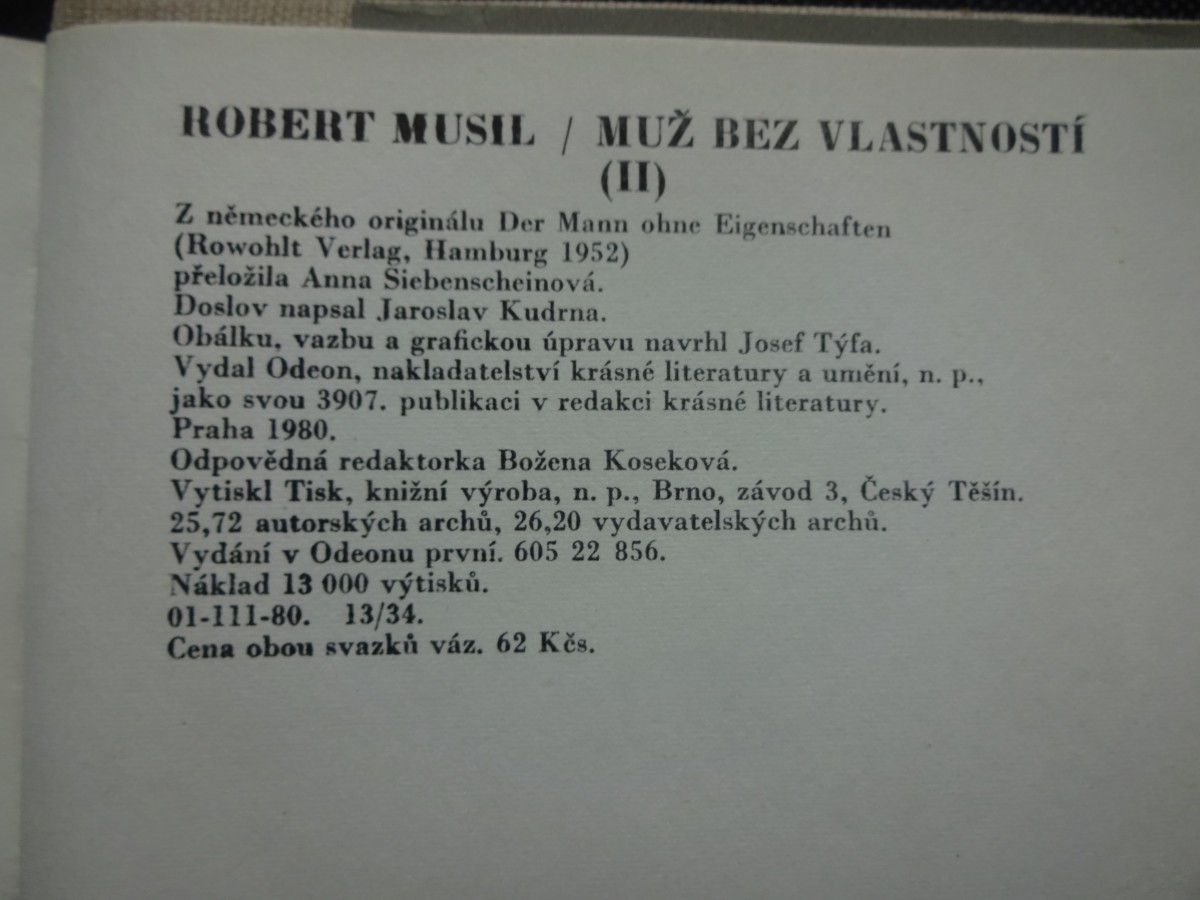 ROBERT MUSIL / MUŽ BEZ VLASTNOSTÍ
(II)
Z německého originálu Der Mann ohne Eigenschaften
(Rowohlt Verlag, Hamburg 1952)
přeložila Anna Siebenscheinová.
Doslov napsal Jaroslav Kudrna.
Obálku, vazbu a grafickou úpravu navrhl Josef Týfa.
Vydal Odeon, nakladatelství krásné literatury a umění, n. p.,
jako svou 3907. publikaci v redakci krásné literatury.
Praha 1980.
Odpovědná redaktorka Božena Koseková.
Vytiskl Tisk, knižní výroba, n. p., Brno, závod 3, Český Těšín.
25,72 autorských archů, 26,20 vydavatelských archů.
Vydání v Odeonu první. 605 22 856.
Náklad 13 000 výtisků.
01-111-80. 13/34.
Cena obou svazků váz. 62 Kčs.